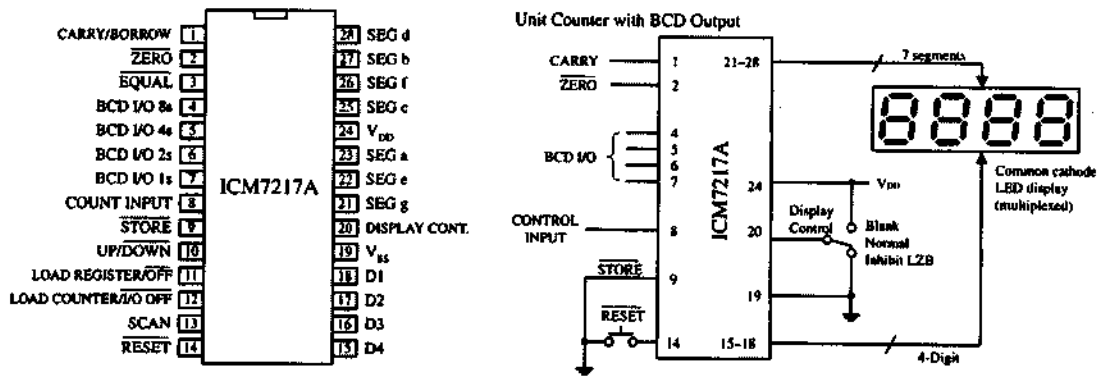 CARRY/BORROW 1
ZERO 2
EQUAL 3
BCD I/O 8s 4
BCD I/O 4s 5
BCD I/O 2s 6
BCD I/O 1s 7
COUNT INPUT 8
STORE 9
UP/DOWN 10
LOAD REGISTER/OFF 11
LOAD COUNTER/I/O OFF 12
SCAN 13
RESET 14
ICM7217A
28 SEG d
27 SEG b
26 SEG f
25 SEG c
24 VDD
23 SEG a
22 SEG e
21 SEG g
20 DISPLAY CONT.
19 VSS
18 D1
17 D2
16 D3
15 D4
Unit Counter with BCD Output
CARRY 1
ZERO 2
BCD I/O
4
5
6
7
CONTROL
INPUT
8
STORE
9
RESET
14
ICM7217A
21–28
7 segments
8888
Common cathode
LED display
(multiplexed)
24
VDD
Display
Control
20
Blank
Normal
Inhibit LZB
19
15–18
4-Digit